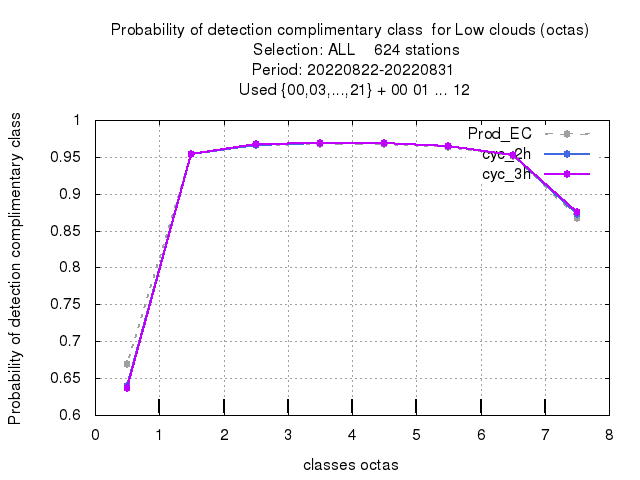 Probability of detection complimentary class  for Low clouds (octas)
Selection: ALL    624 stations
Period: 20220822-20220831
Used {00,03,...,21} + 00 01 ... 12
Probability of detection complimentary class
1
0.95
0.9
0.85
0.8
0.75
0.7
0.65
0.6
Prod_EC
cyc_2h
cyc_3h
0 1 2 3 4 5 6 7 8
classes octas